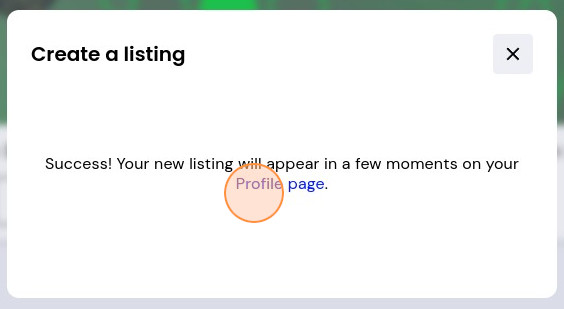 Create a listing
Success! Your new listing will appear in a few moments on your
Profile page.